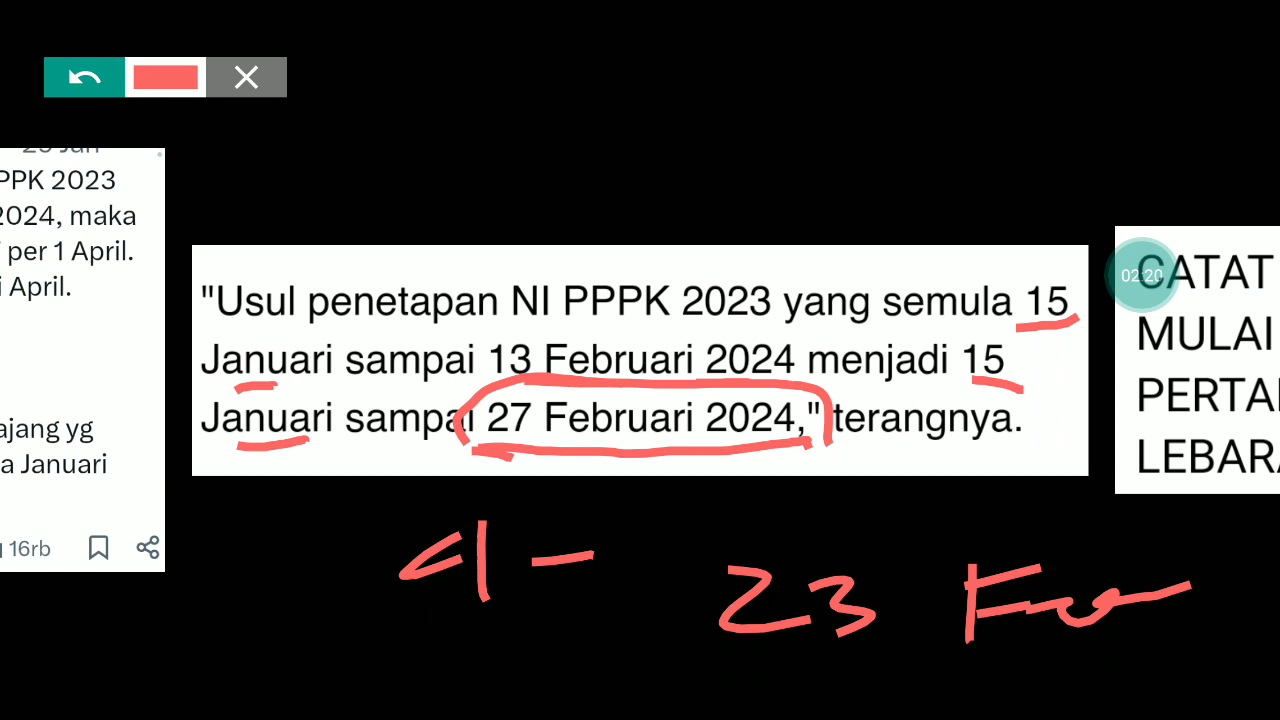 PPK 2023
2024, maka
per 1 April.
i April.
ajang yg
a Januari
16rb
"Usul penetapan NI PPPK 2023 yang semula 15
Januari sampai 13 Februari 2024 menjadi 15
Januari sampai 27 Februari 2024," terangnya.
02:20
CATAT
MULAI
PERTA
LEBARA
23